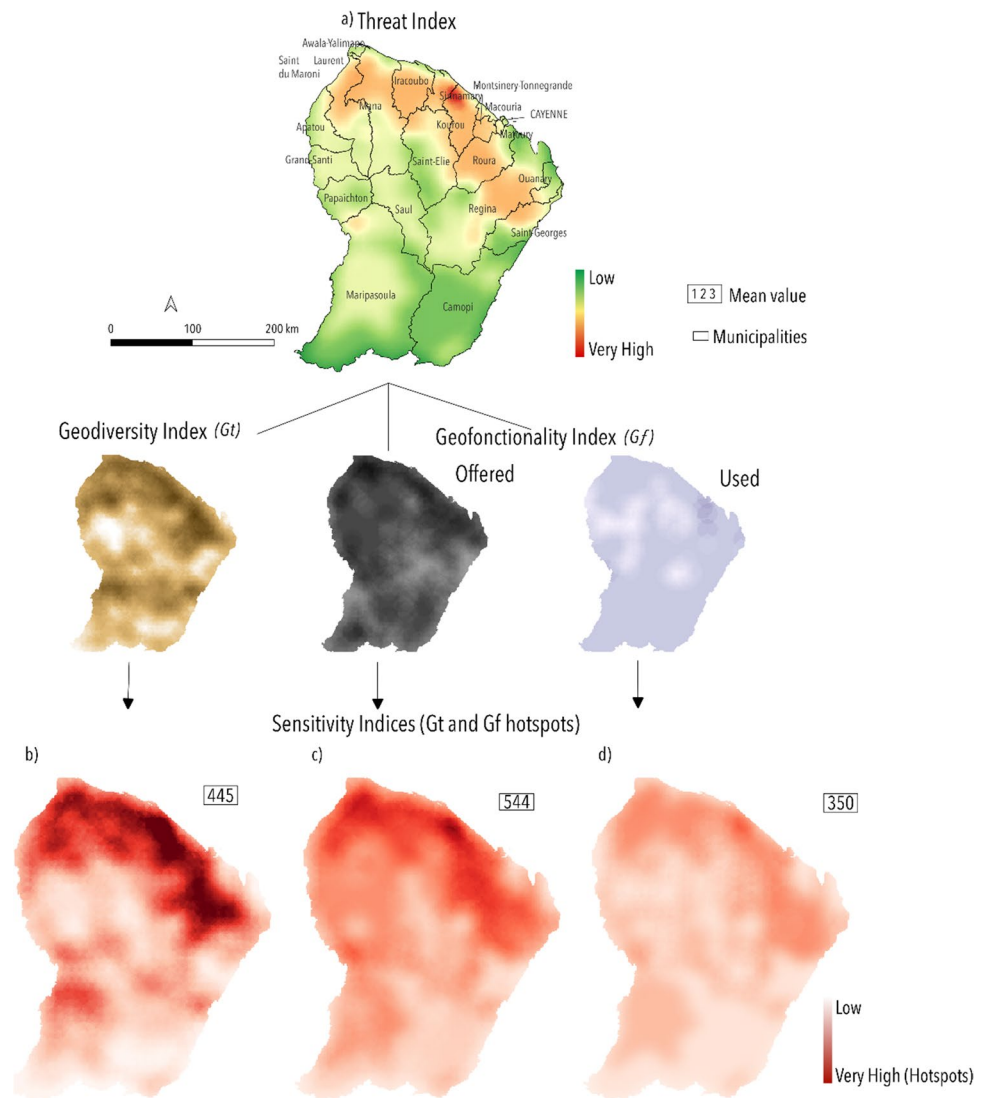 a) Threat Index
Awala-Yalimapo
Saint Laurent
du Maroni
Iracoubo
Montsinery-Tonnegrande
Sinnamary
Macouria
Mana
CAYENNE
Kourou
Apatou
Matoury
Grand-Santi
Saint-Elie
Roura
Ouanary
Papaichton
Saul
Regina
Saint-Georges
Maripasoula
Camopi
Low
Very High
1 2 3 Mean value
Municipalities
0 100 200 km
Geodiversity Index (Gt)
Geofonctionality Index (Gf)
Offered
Used
Sensitivity Indices (Gt and Gf hotspots)
b)
c)
d)
445
544
350
Low
Very High (Hotspots)